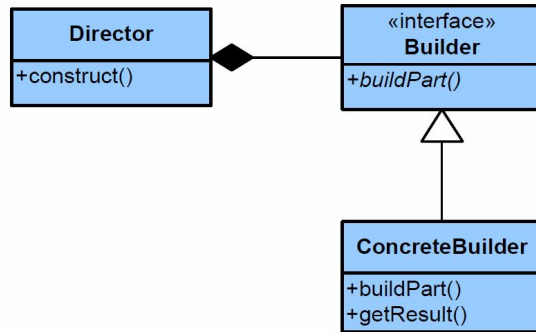 Director
+construct()
«interface»
Builder
+buildPart()
ConcreteBuilder
+buildPart()
+getResult()